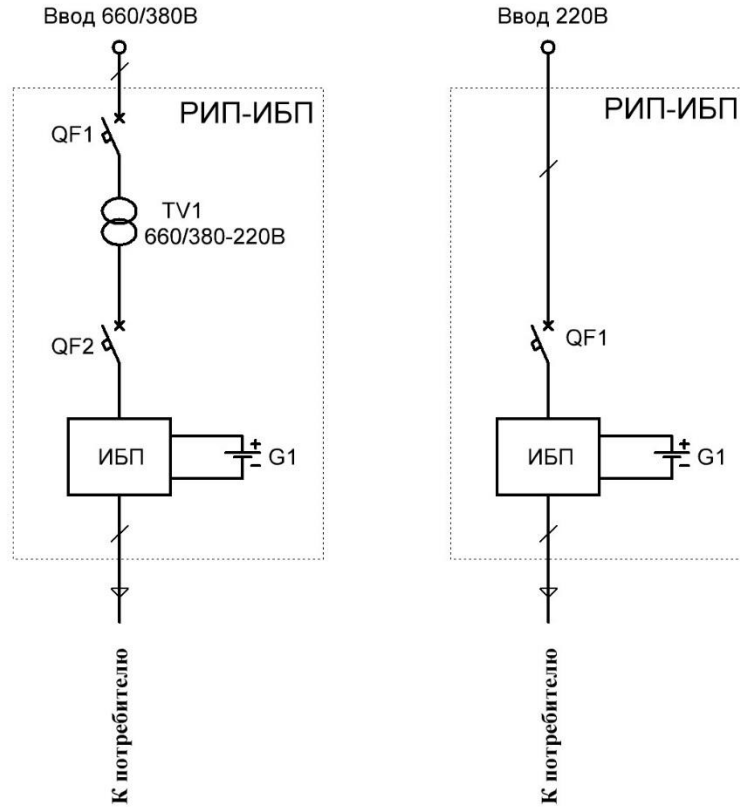 Ввод 660/380В
РИП-ИБП
QF1
TV1
660/380-220В
QF2
ИБП
+
−
G1
К потребителю
Ввод 220В
РИП-ИБП
QF1
ИБП
+
−
G1
К потребителю